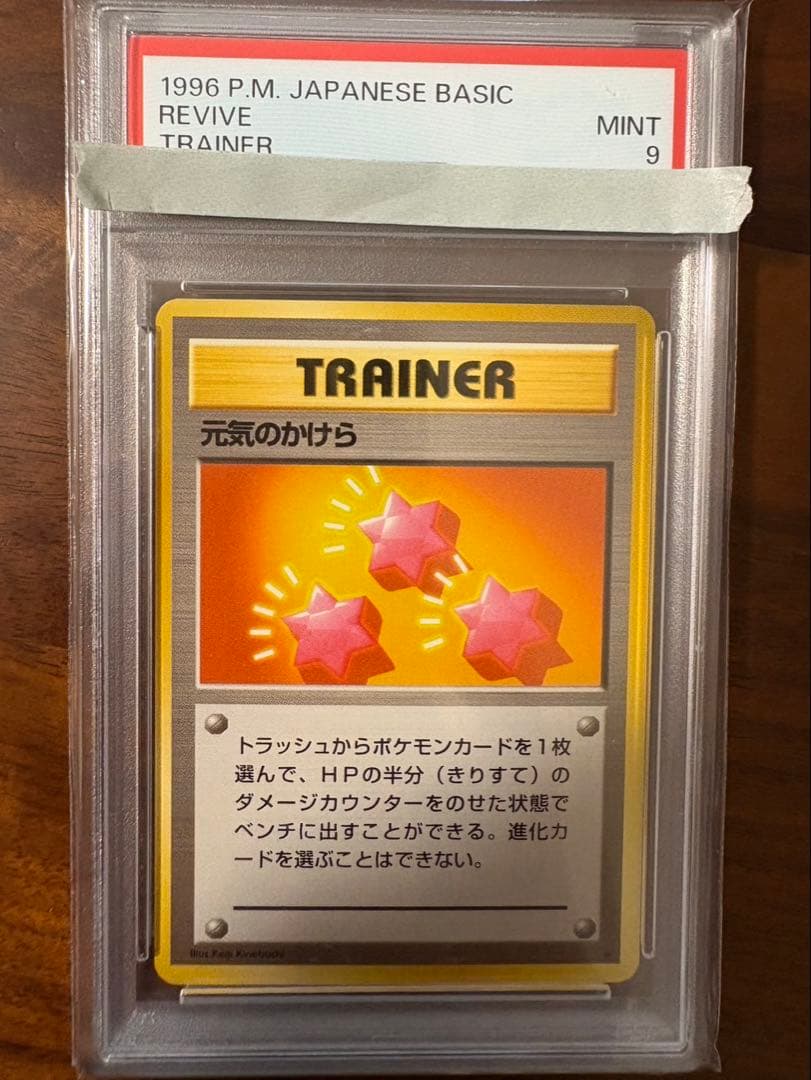 1996 P.M. JAPANESE BASIC
REVIVE
MINT
TRAINER
9
TRAINER
元気のかけら
トラッシュからポケモンカードを1枚
選んで、HPの半分（きりすて）の
ダメージカウンターをのせた状態で
ベンチに出すことができる。進化カ
ードを選ぶことはできない。
Illus. Keiji Kinebuchi